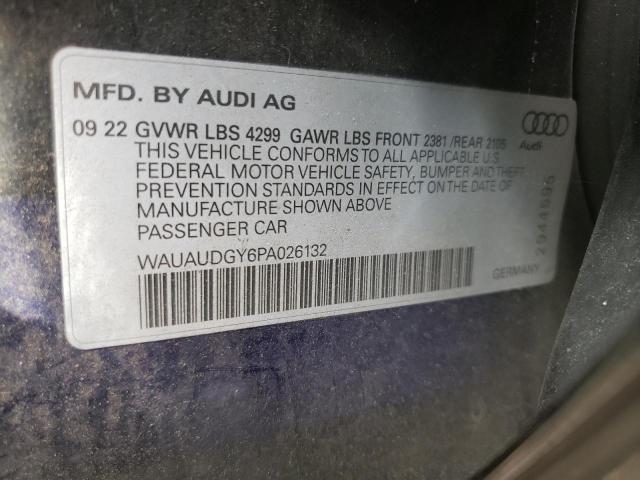 MFD. BY AUDI AG
09 22 GVWR LBS 4299 GAWR LBS FRONT 2381 /REAR 2105
THIS VEHICLE CONFORMS TO ALL APPLICABLE U.S.
FEDERAL MOTOR VEHICLE SAFETY, BUMPER AND THEFT
PREVENTION STANDARDS IN EFFECT ON THE DATE OF
MANUFACTURE SHOWN ABOVE
PASSENGER CAR
WAUAUDGY6PA026132
Audi
2944695
GERMANY